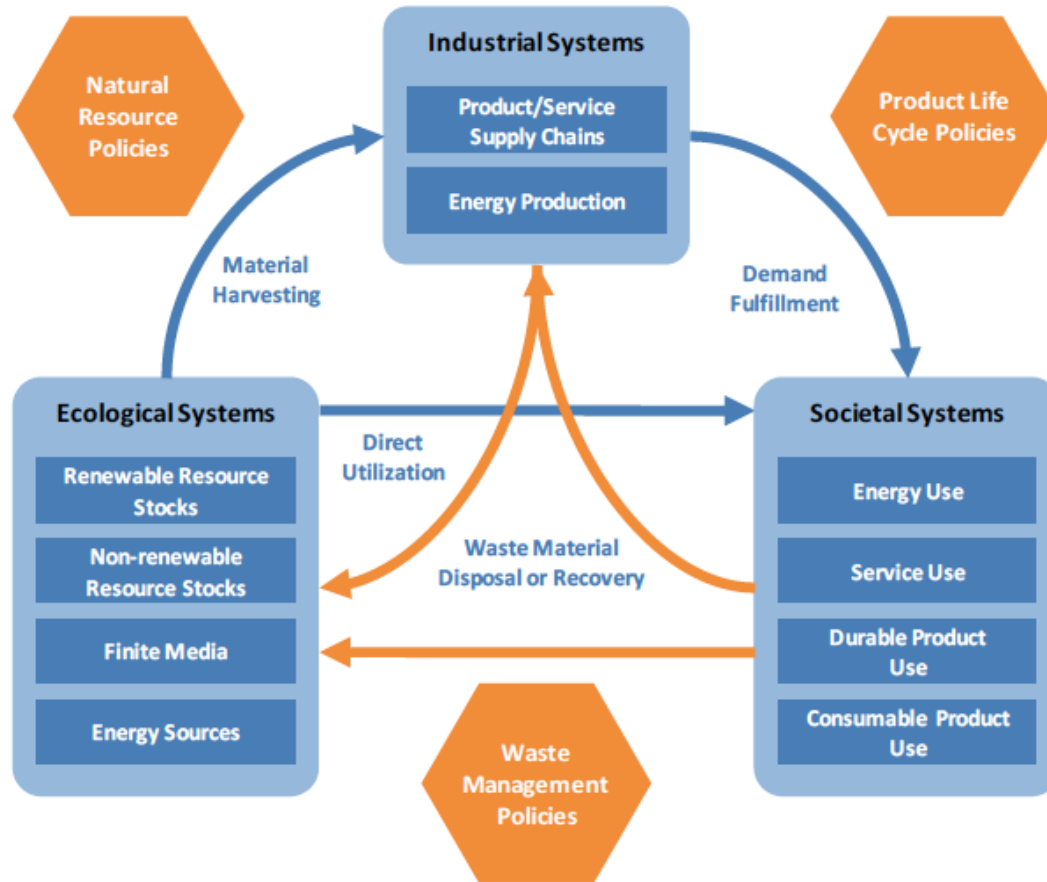 Industrial Systems
Product/Service
Supply Chains
Energy Production
Natural
Resource
Policies
Product Life
Cycle Policies
Material
Harvesting
Demand
Fulfillment
Ecological Systems
Renewable Resource
Stocks
Non-renewable
Resource Stocks
Finite Media
Energy Sources
Direct
Utilization
Waste Material
Disposal or Recovery
Societal Systems
Energy Use
Service Use
Durable Product
Use
Consumable Product
Use
Waste
Management
Policies